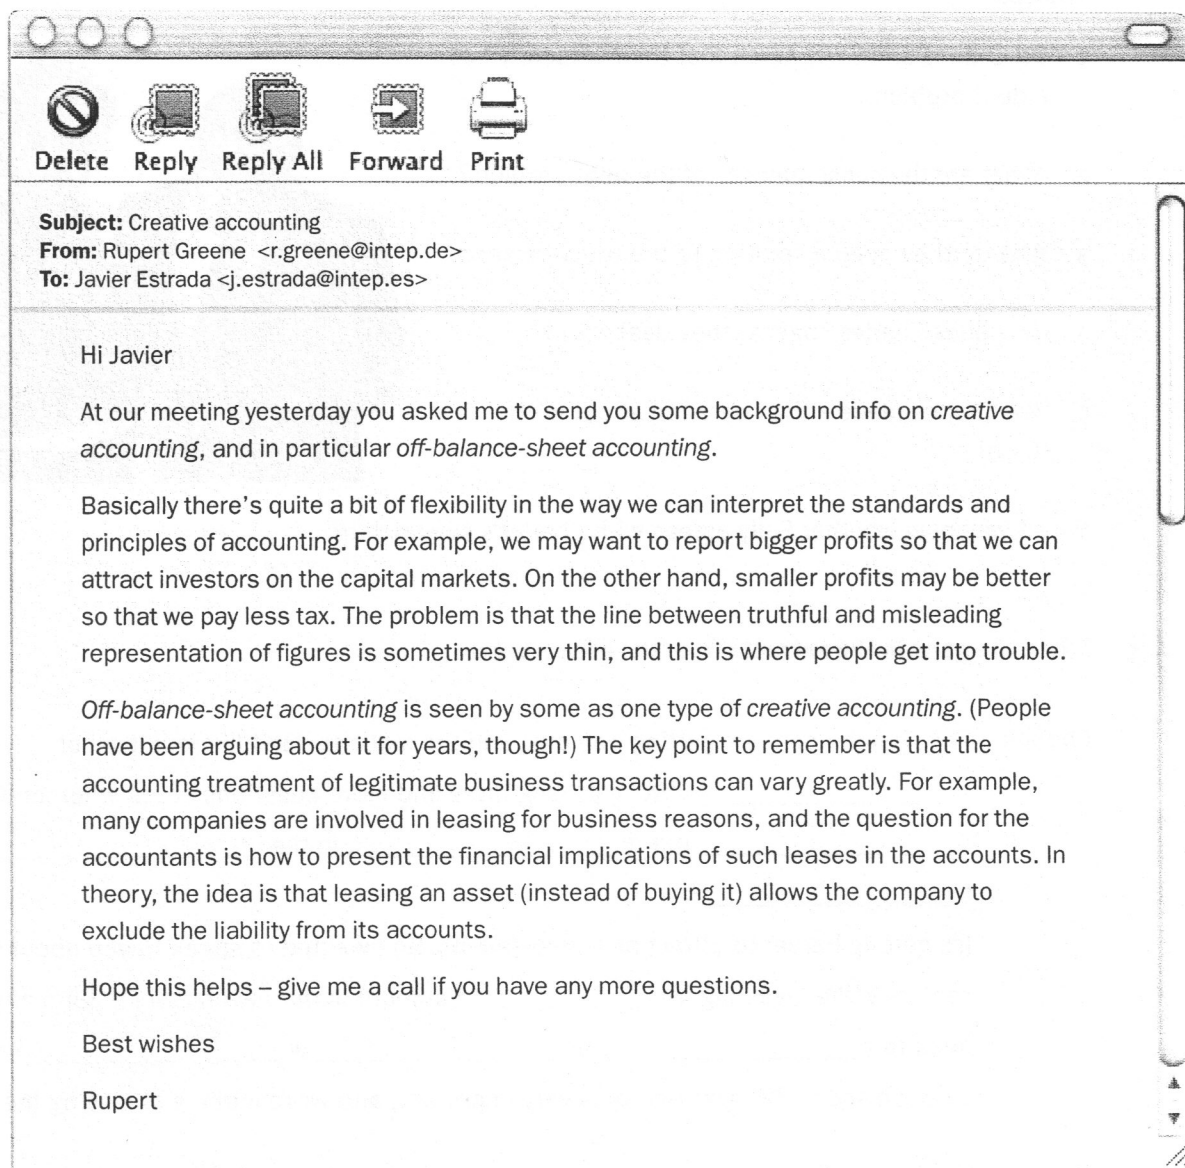 Delete Reply Reply All Forward Print
Subject: Creative accounting
From: Rupert Greene <r.greene@intep.de>
To: Javier Estrada <j.estrada@intep.es>
Hi Javier
At our meeting yesterday you asked me to send you some background info on creative
accounting, and in particular off-balance-sheet accounting.
Basically there's quite a bit of flexibility in the way we can interpret the standards and
principles of accounting. For example, we may want to report bigger profits so that we can
attract investors on the capital markets. On the other hand, smaller profits may be better
so that we pay less tax. The problem is that the line between truthful and misleading
representation of figures is sometimes very thin, and this is where people get into trouble.
Off-balance-sheet accounting is seen by some as one type of creative accounting. (People
have been arguing about it for years, though!) The key point to remember is that the
accounting treatment of legitimate business transactions can vary greatly. For example,
many companies are involved in leasing for business reasons, and the question for the
accountants is how to present the financial implications of such leases in the accounts. In
theory, the idea is that leasing an asset (instead of buying it) allows the company to
exclude the liability from its accounts.
Hope this helps – give me a call if you have any more questions.
Best wishes
Rupert